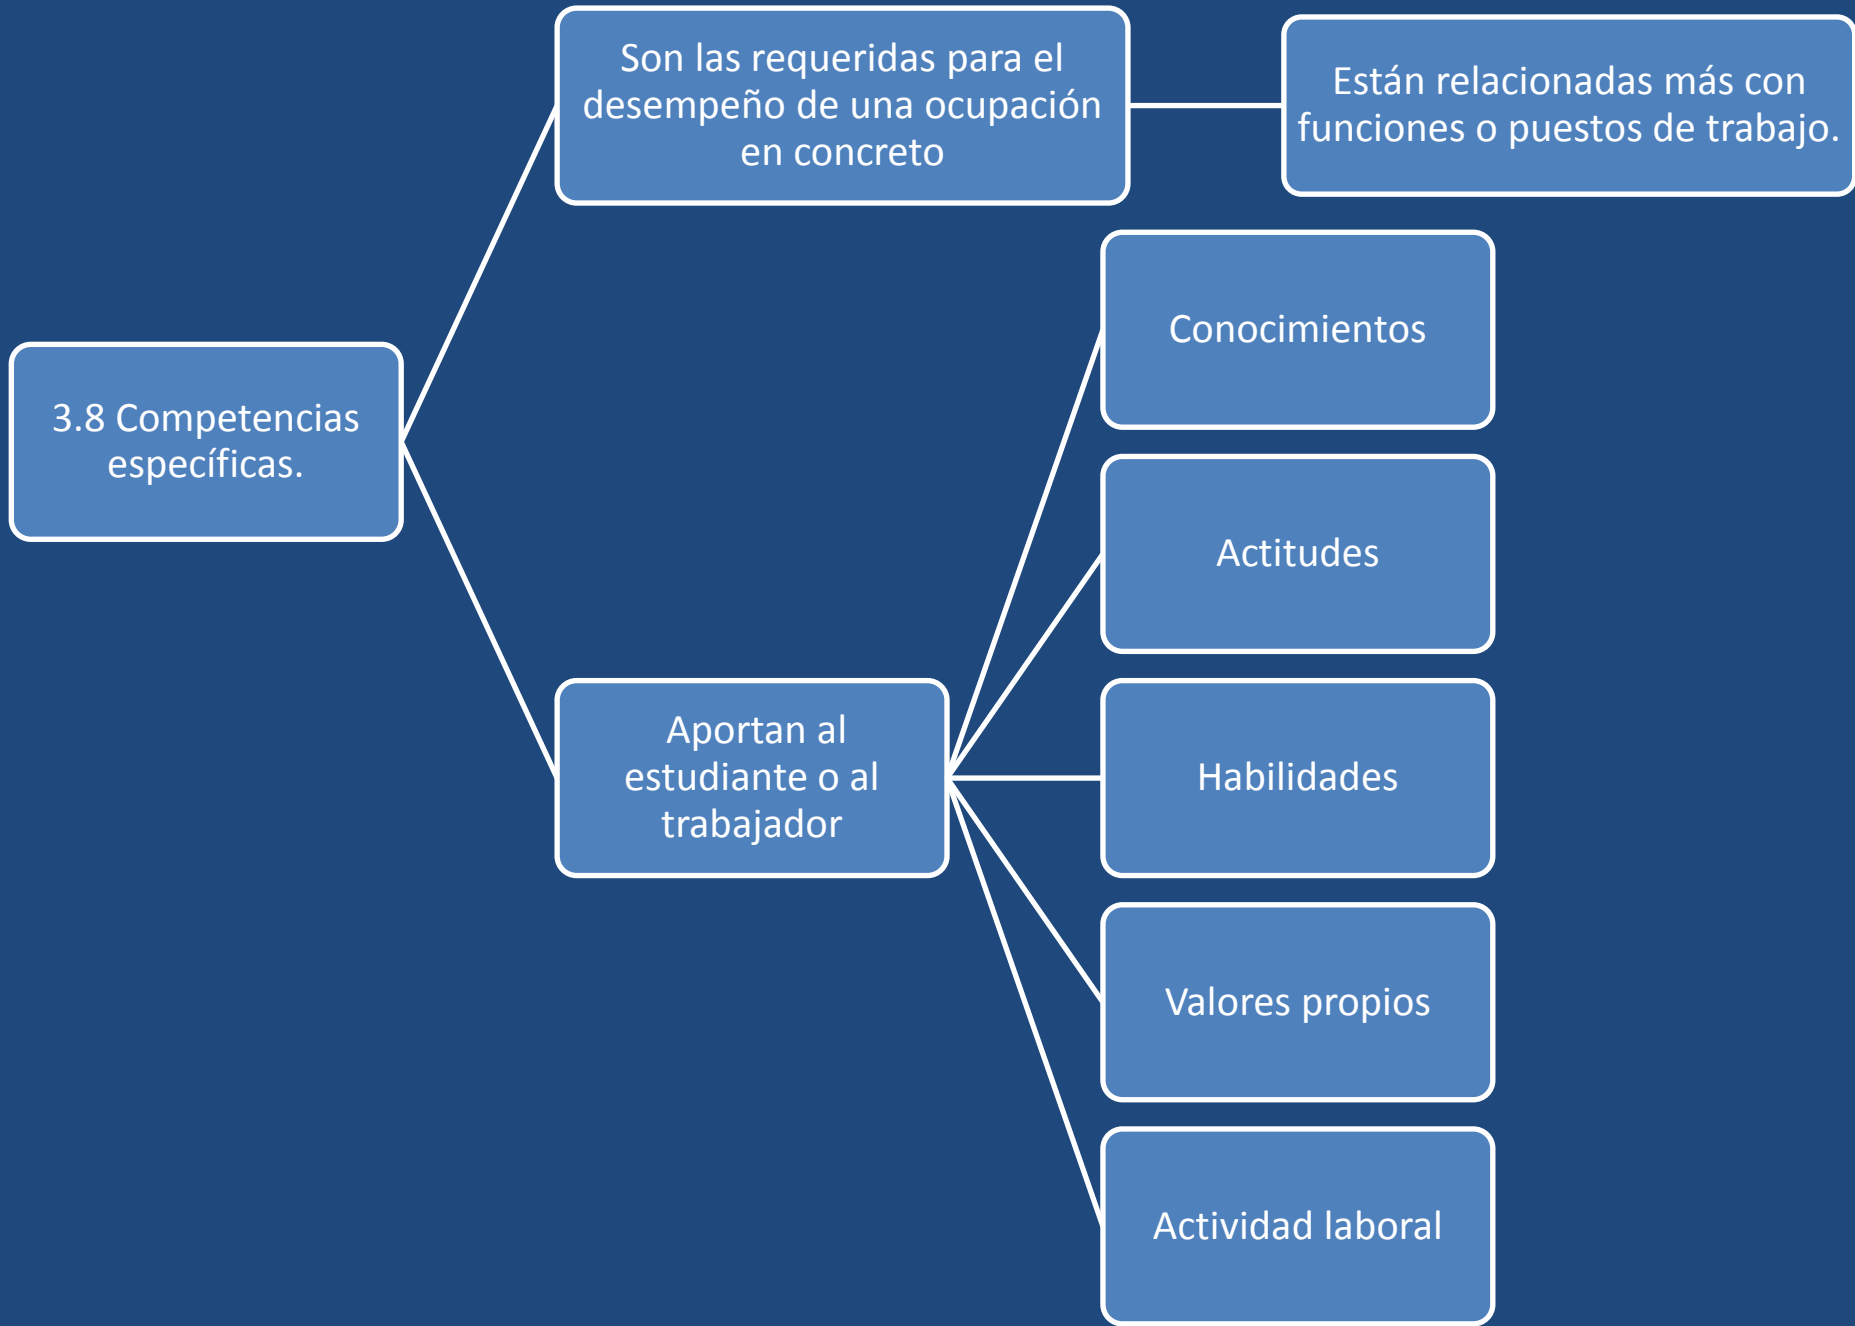 Son las requeridas para el
desempeño de una ocupación
en concreto
Están relacionadas más con
funciones o puestos de trabajo.
3.8 Competencias
específicas.
Aportan al
estudiante o al
trabajador
Conocimientos
Actitudes
Habilidades
Valores propios
Actividad laboral